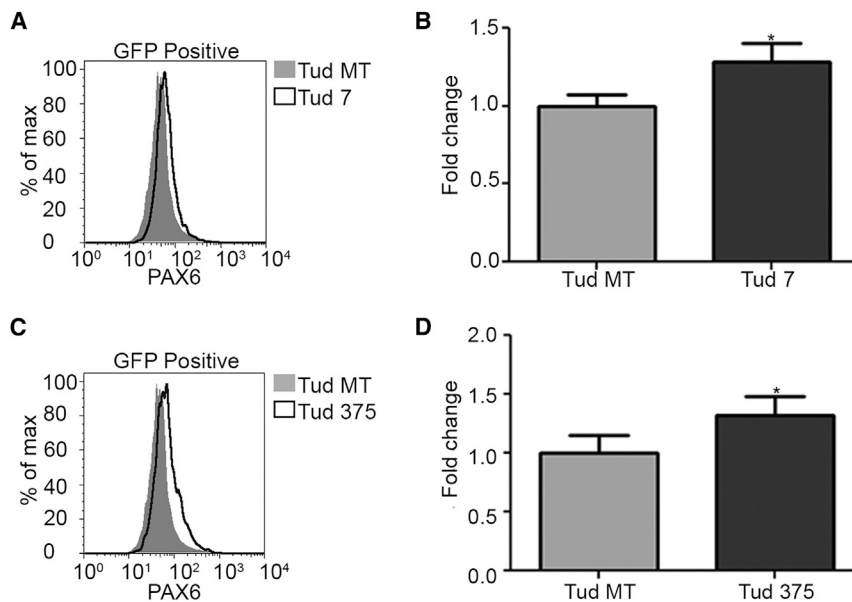 A
GFP Positive
Tud MT
Tud 7
% of max
100
80
60
40
20
0
10⁰ 10¹ 10² 10³ 10⁴
PAX6
B
Fold change
1.5
1.0
0.5
0.0
*
Tud MT Tud 7
C
GFP Positive
Tud MT
Tud 375
% of max
100
80
60
40
20
0
10⁰ 10¹ 10² 10³ 10⁴
PAX6
D
Fold change
2.0
1.5
1.0
0.5
0.0
*
Tud MT Tud 375